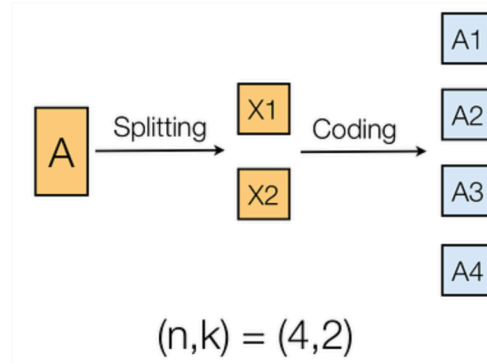 A
Splitting
X1
X2
Coding
A1
A2
A3
A4
(n,k) = (4,2)